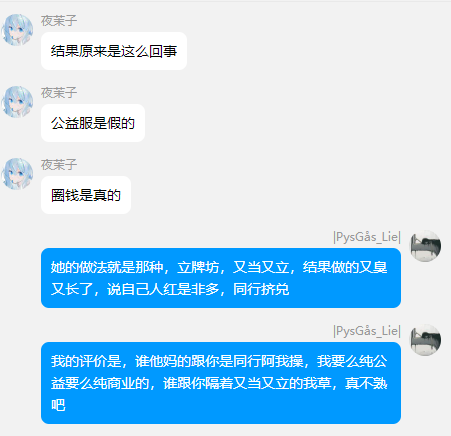 夜茉子
结果原来是这么回事
夜茉子
公益服是假的
夜茉子
圈钱是真的
|PysGås_Lie|
她的做法就是那种，立牌坊，又当又立，结果做的又臭
又长了，说自己人红是非多，同行挤兑
|PysGås_Lie|
我的评价是，谁他妈的跟你是同行阿我操，我要么纯公
益要么纯商业的，谁跟你隔着又当又立的我草，真不熟
吧